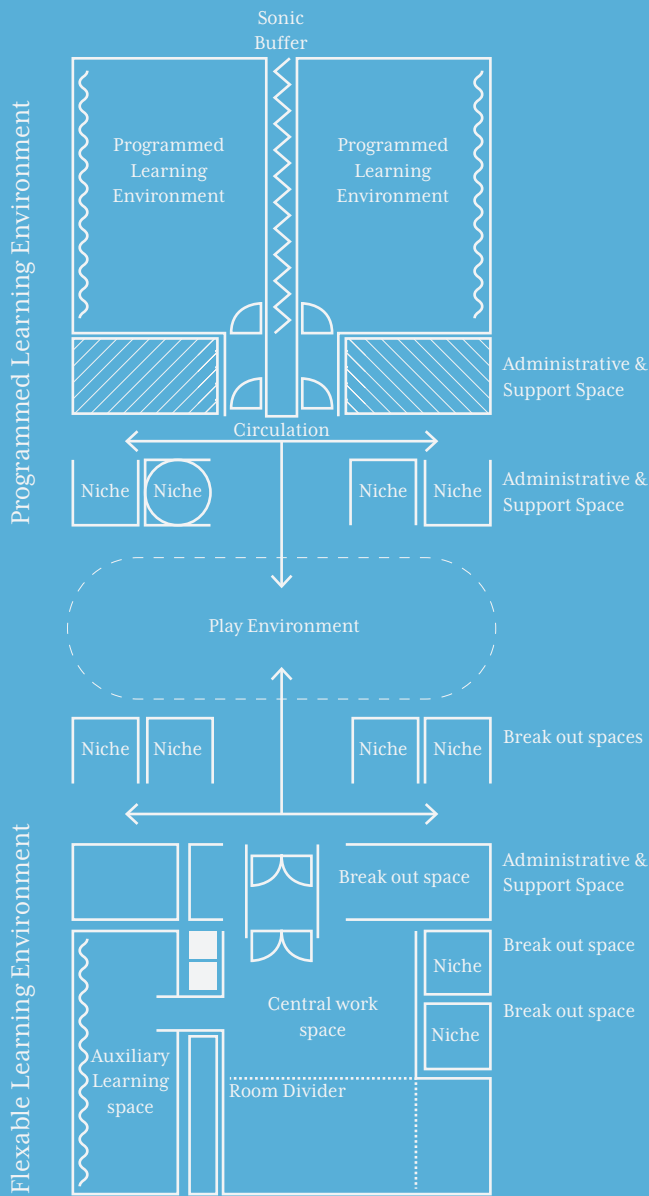 Sonic
Buffer
Programmed Learning Environment
Programmed
Learning
Environment
Programmed
Learning
Environment
Administrative &
Support Space
Circulation
Niche
Niche
Niche
Niche
Administrative &
Support Space
Play Environment
Niche
Niche
Niche
Niche
Break out spaces
Flexable Learning Environment
Break out space
Administrative &
Support Space
Niche
Break out space
Central work
space
Niche
Break out space
Auxiliary
Learning
space
Room Divider